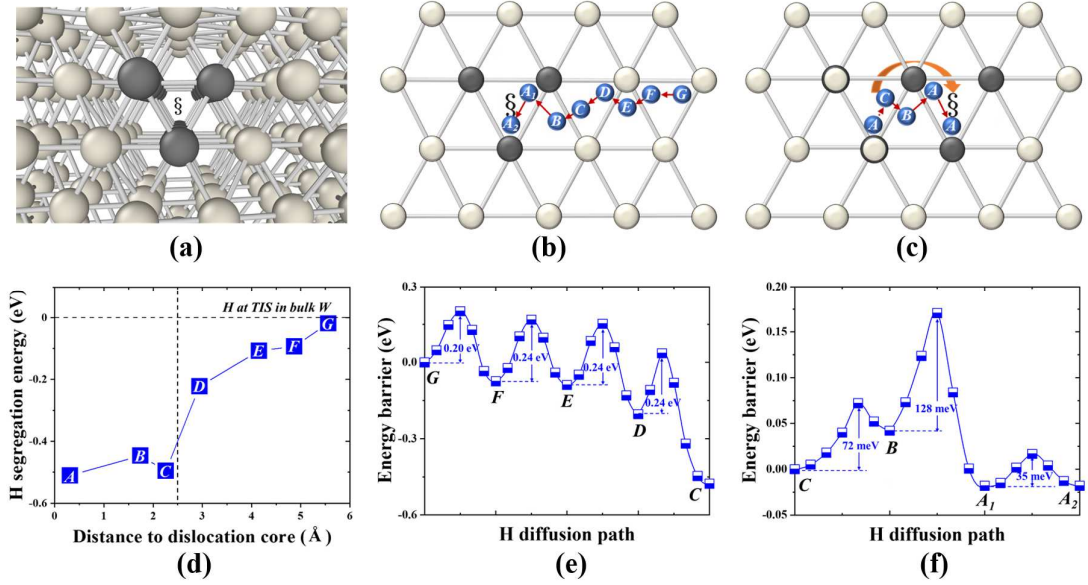 §
(a)
§
A1
A2
B
C
D
E
F
G
(b)
A
C
B
A
§
A
(c)
H segregation energy (eV)
0
-0.2
-0.4
-0.6
H at TIS in bulk W
A
B
C
D
E
F
G
0 1 2 3 4 5 6
Distance to dislocation core (Å)
(d)
Energy barrier (eV)
0.3
0.0
-0.3
-0.6
0.20 eV
0.24 eV
0.24 eV
0.24 eV
G
F
E
D
C
H diffusion path
(e)
Energy barrier (eV)
0.20
0.15
0.10
0.05
0.00
-0.05
72 meV
128 meV
35 meV
C
B
A1
A2
H diffusion path
(f)